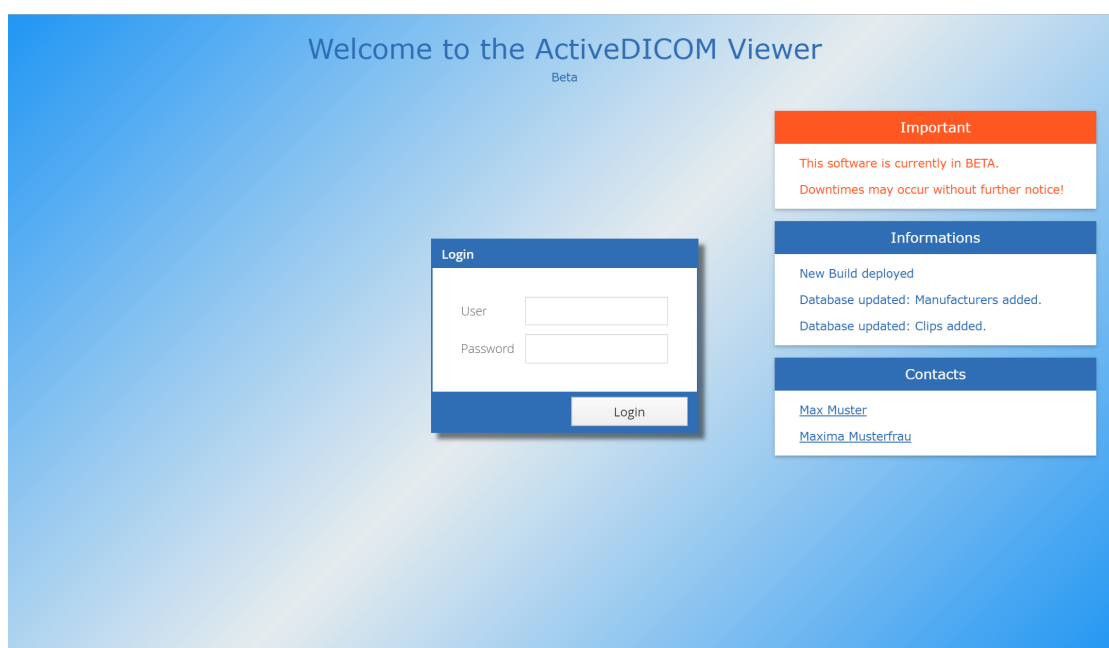 Welcome to the ActiveDICOM Viewer
Beta
Important
This software is currently in BETA.
Downtimes may occur without further notice!
Informations
New Build deployed
Database updated: Manufacturers added.
Database updated: Clips added.
Contacts
Max Muster
Maxima Musterfrau
Login
User
Password
Login